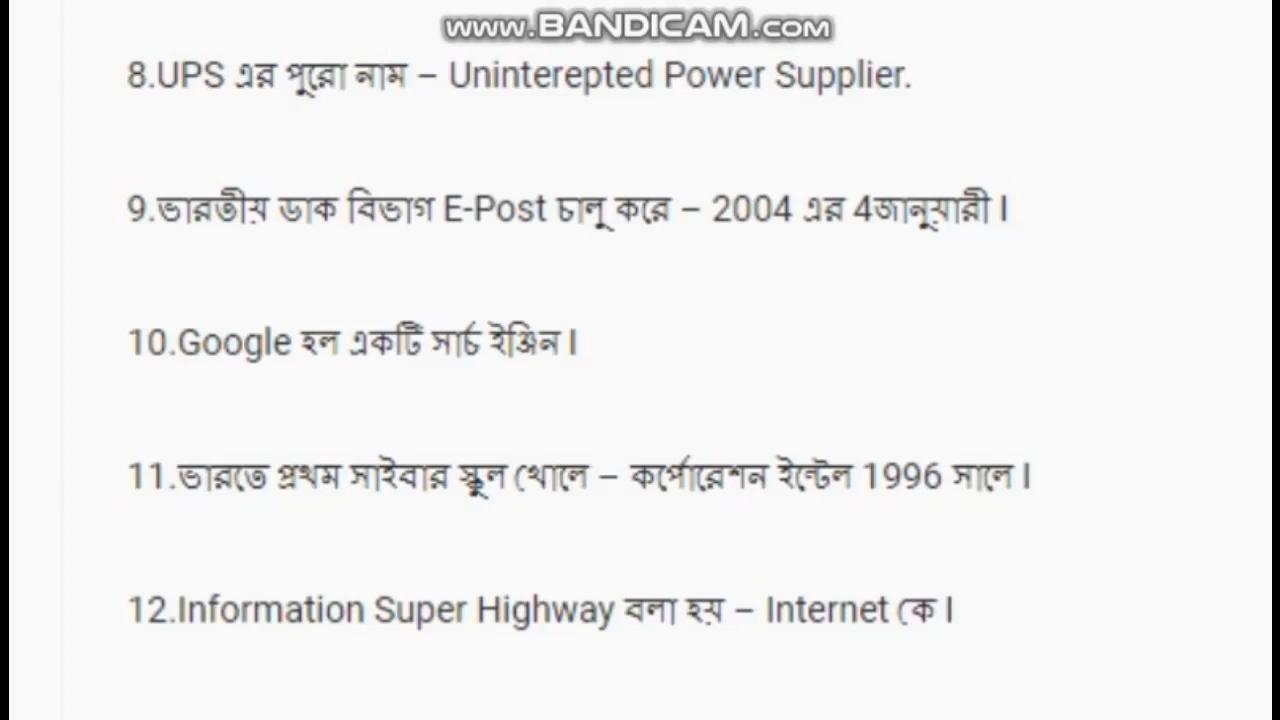 www.BANDICAM.com
8.UPS এর পুরো নাম – Uninterepted Power Supplier.
9.ভারতীয় ডাক বিভাগ E-Post চালু করে – 2004 এর 4জানুয়ারী l
10.Google হল একটি সার্চ ইঞ্জিন l
11.ভারতে প্রথম সাইবার স্কুল খোলে – কর্পোরেশন ইন্টেল 1996 সালে l
12.Information Super Highway বলা হয় – Internet কে l